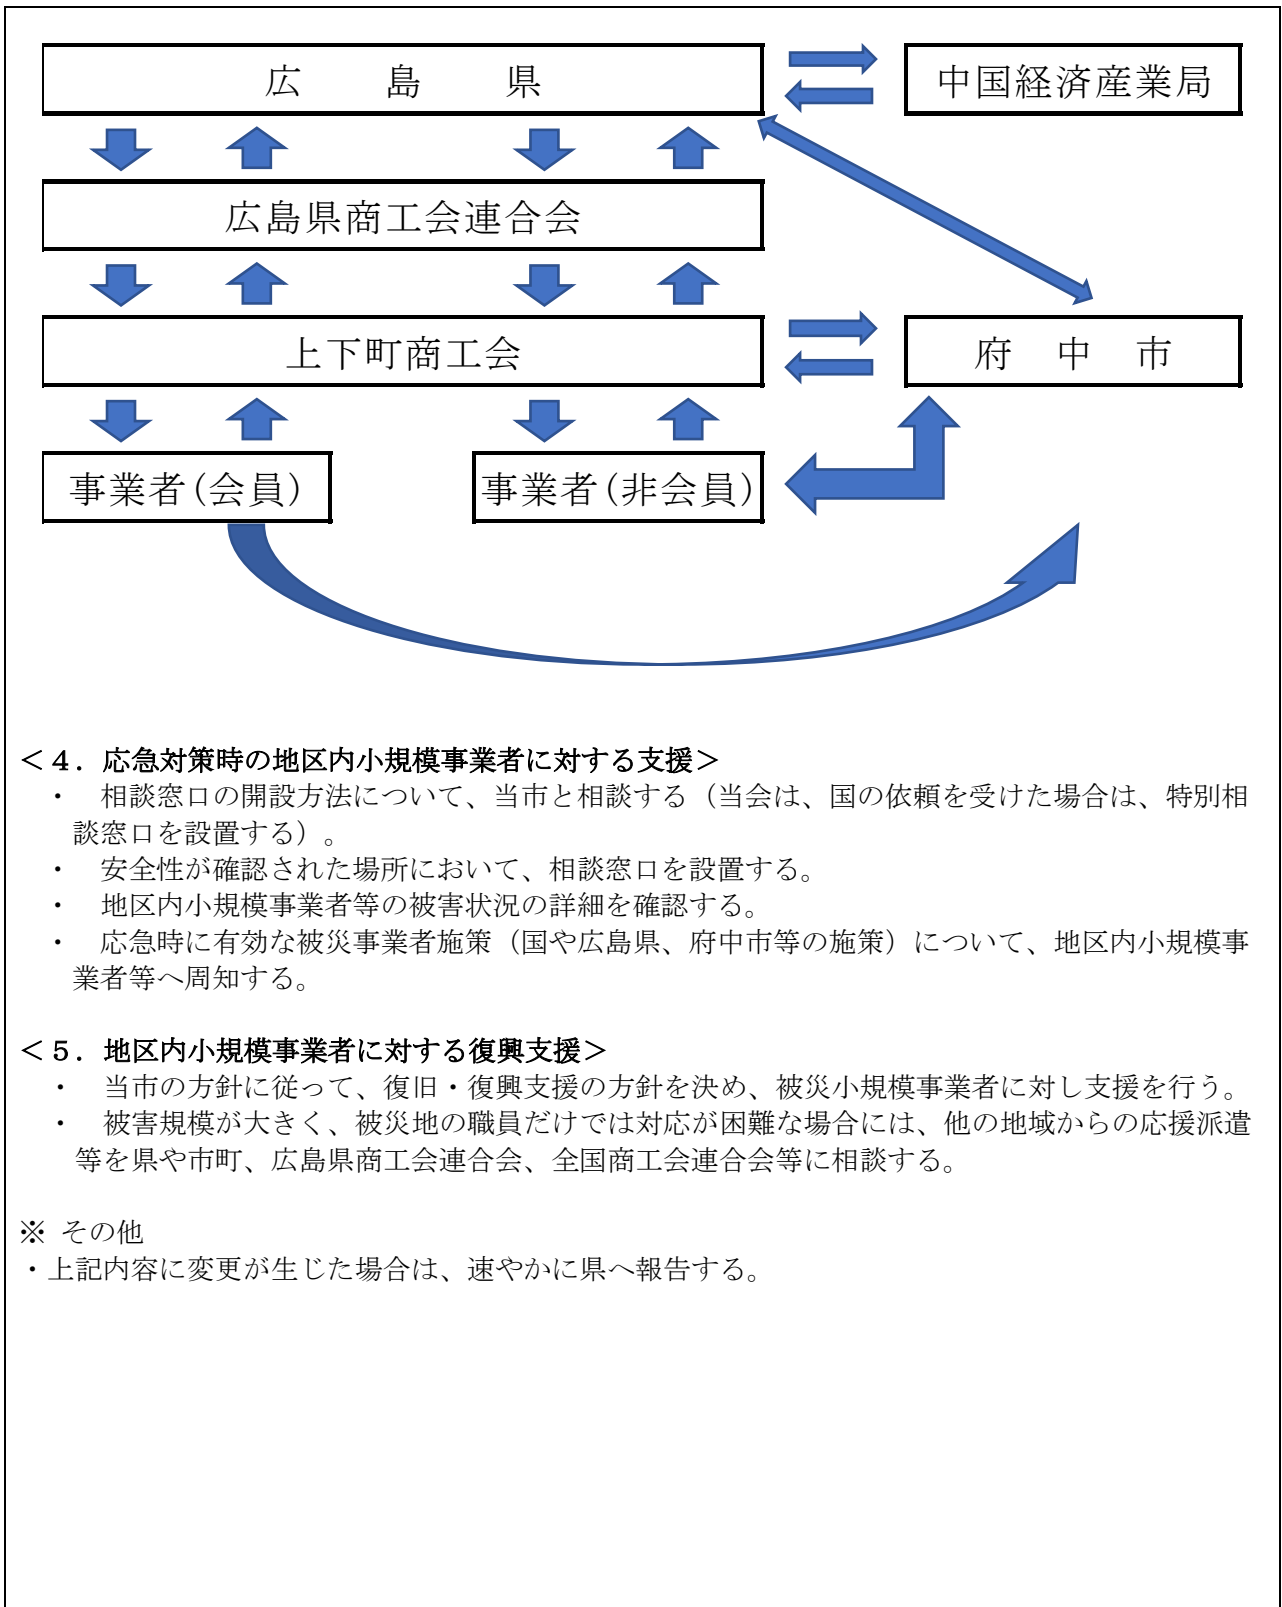 広　島　県
中国経済産業局
広島県商工会連合会
上下町商工会
府　中　市
事業者(会員)
事業者(非会員)
＜４．応急対策時の地区内小規模事業者に対する支援＞
・　相談窓口の開設方法について、当市と相談する（当会は、国の依頼を受けた場合は、特別相
談窓口を設置する）。
・　安全性が確認された場所において、相談窓口を設置する。
・　地区内小規模事業者等の被害状況の詳細を確認する。
・　応急時に有効な被災事業者施策（国や広島県、府中市等の施策）について、地区内小規模事
業者等へ周知する。
＜５．地区内小規模事業者に対する復興支援＞
・　当市の方針に従って、復旧・復興支援の方針を決め、被災小規模事業者に対し支援を行う。
・　被害規模が大きく、被災地の職員だけでは対応が困難な場合には、他の地域からの応援派遣
等を県や市町、広島県商工会連合会、全国商工会連合会等に相談する。
※ その他
・上記内容に変更が生じた場合は、速やかに県へ報告する。